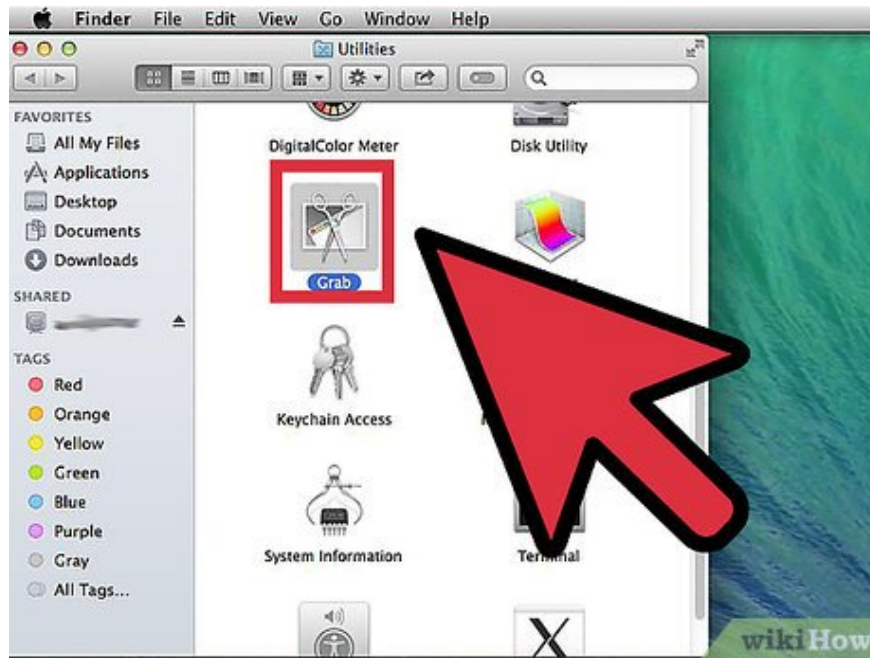 Finder File Edit View Go Window Help
Utilities
FAVORITES
All My Files
Applications
Desktop
Documents
Downloads
SHARED
TAGS
Red
Orange
Yellow
Green
Blue
Purple
Gray
All Tags...
DigitalColor Meter Disk Utility
Grab
Keychain Access
System Information Terminal
X
wikiHow